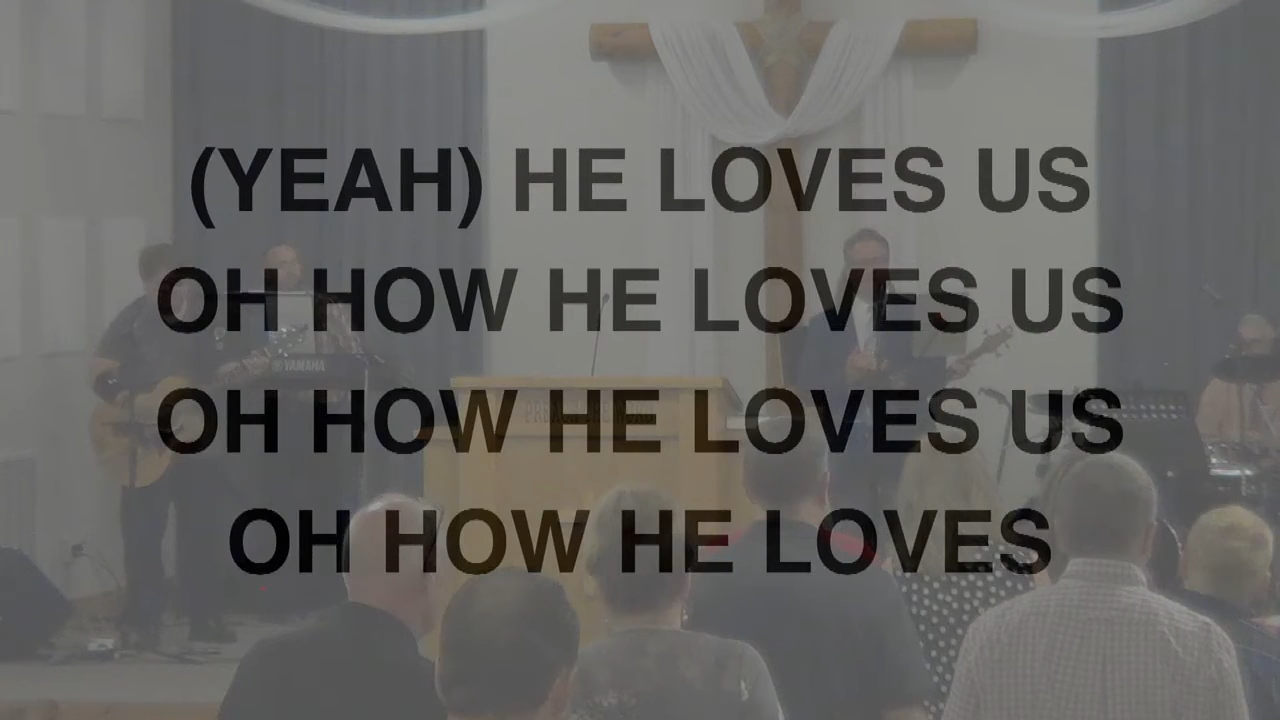 (YEAH) HE LOVES US
OH HOW HE LOVES US
OH HOW HE LOVES US
OH HOW HE LOVES
YAMAHA